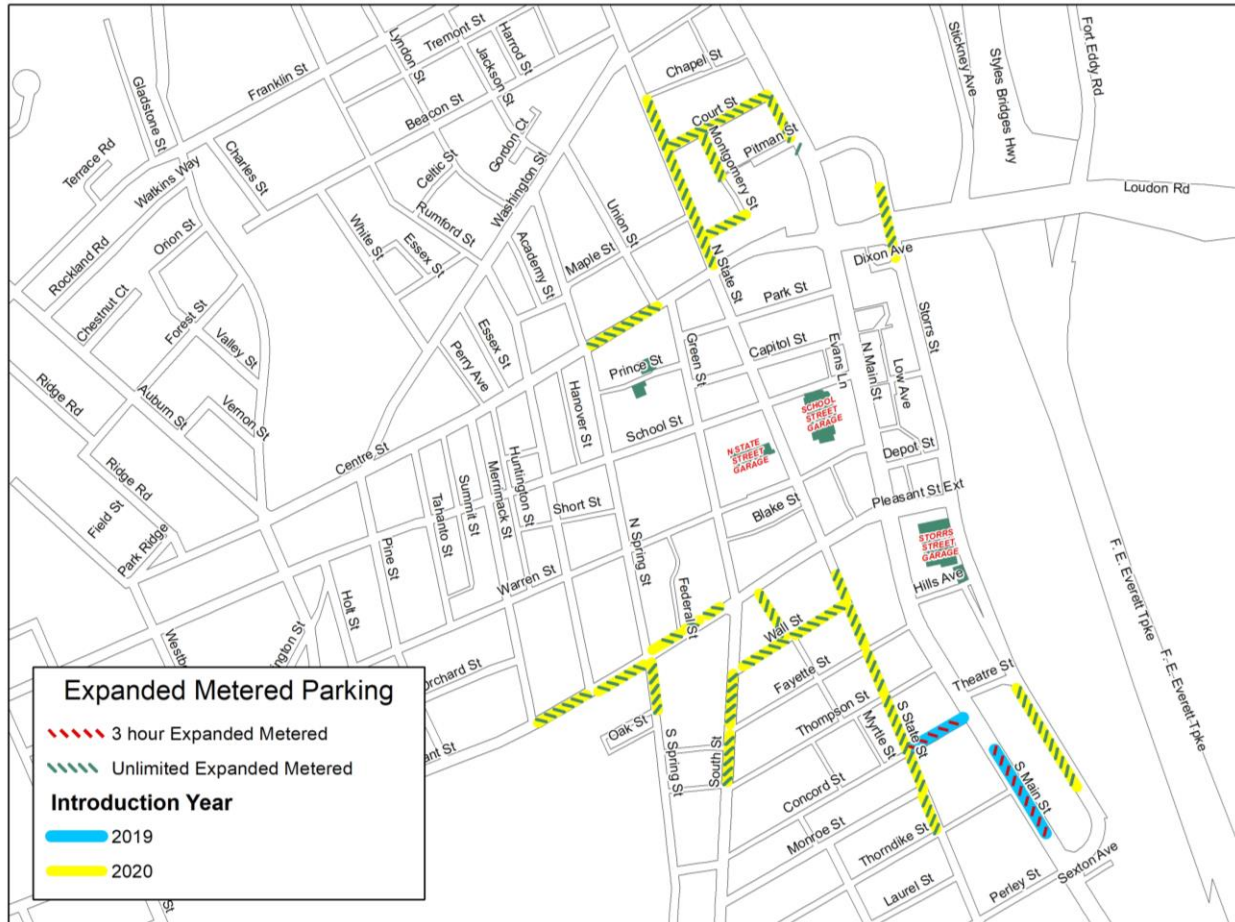 Tremont St
Harrod St
Lyndon St
Jackson St
Franklin St
Beacon St
Gladstone St
Terrace Rd
Watkins Way
Charles St
Gordon Ct
Celtic St
Washington St
Chapel St
Court St
Montgomery St
Pitman St
Stickney Ave
Styles Bridges Hwy
Fort Eddy Rd
Loudon Rd
Rockland Rd
Orion St
White St
Rumford St
Essex St
Academy St
Union St
Maple St
N State St
Dixon Ave
Chestnut Ct
Forest St
Valley St
Park St
Storrs St
Ridge Rd
Auburn St
Vernon St
Perry Ave
Essex St
Hanover St
Prince St
Green St
Capitol St
Evans Ln
N Main St
Low Ave
School St
SCHOOL
STREET
GARAGE
N STATE
STREET
GARAGE
Depot St
Centre St
Ridge Rd
Field St
Park Ridge
Tahanto St
Summit St
Merrimack St
Huntington St
Short St
Blake St
Pleasant St Ext
STORRS
STREET
GARAGE
Hills Ave
Pine St
Holt St
Warren St
N Spring St
Federal St
Wall St
Fayette St
Thompson St
Theatre St
F. E. Everett Tpke
F. E. Everett Tpke
Westb
ington St
Orchard St
ant St
Oak St
S Spring St
South St
Myrtle St
S State St
Concord St
Monroe St
S Main St
Thorndike St
Laurel St
Perley St
Sexton Ave
Expanded Metered Parking
3 hour Expanded Metered
Unlimited Expanded Metered
Introduction Year
2019
2020
St